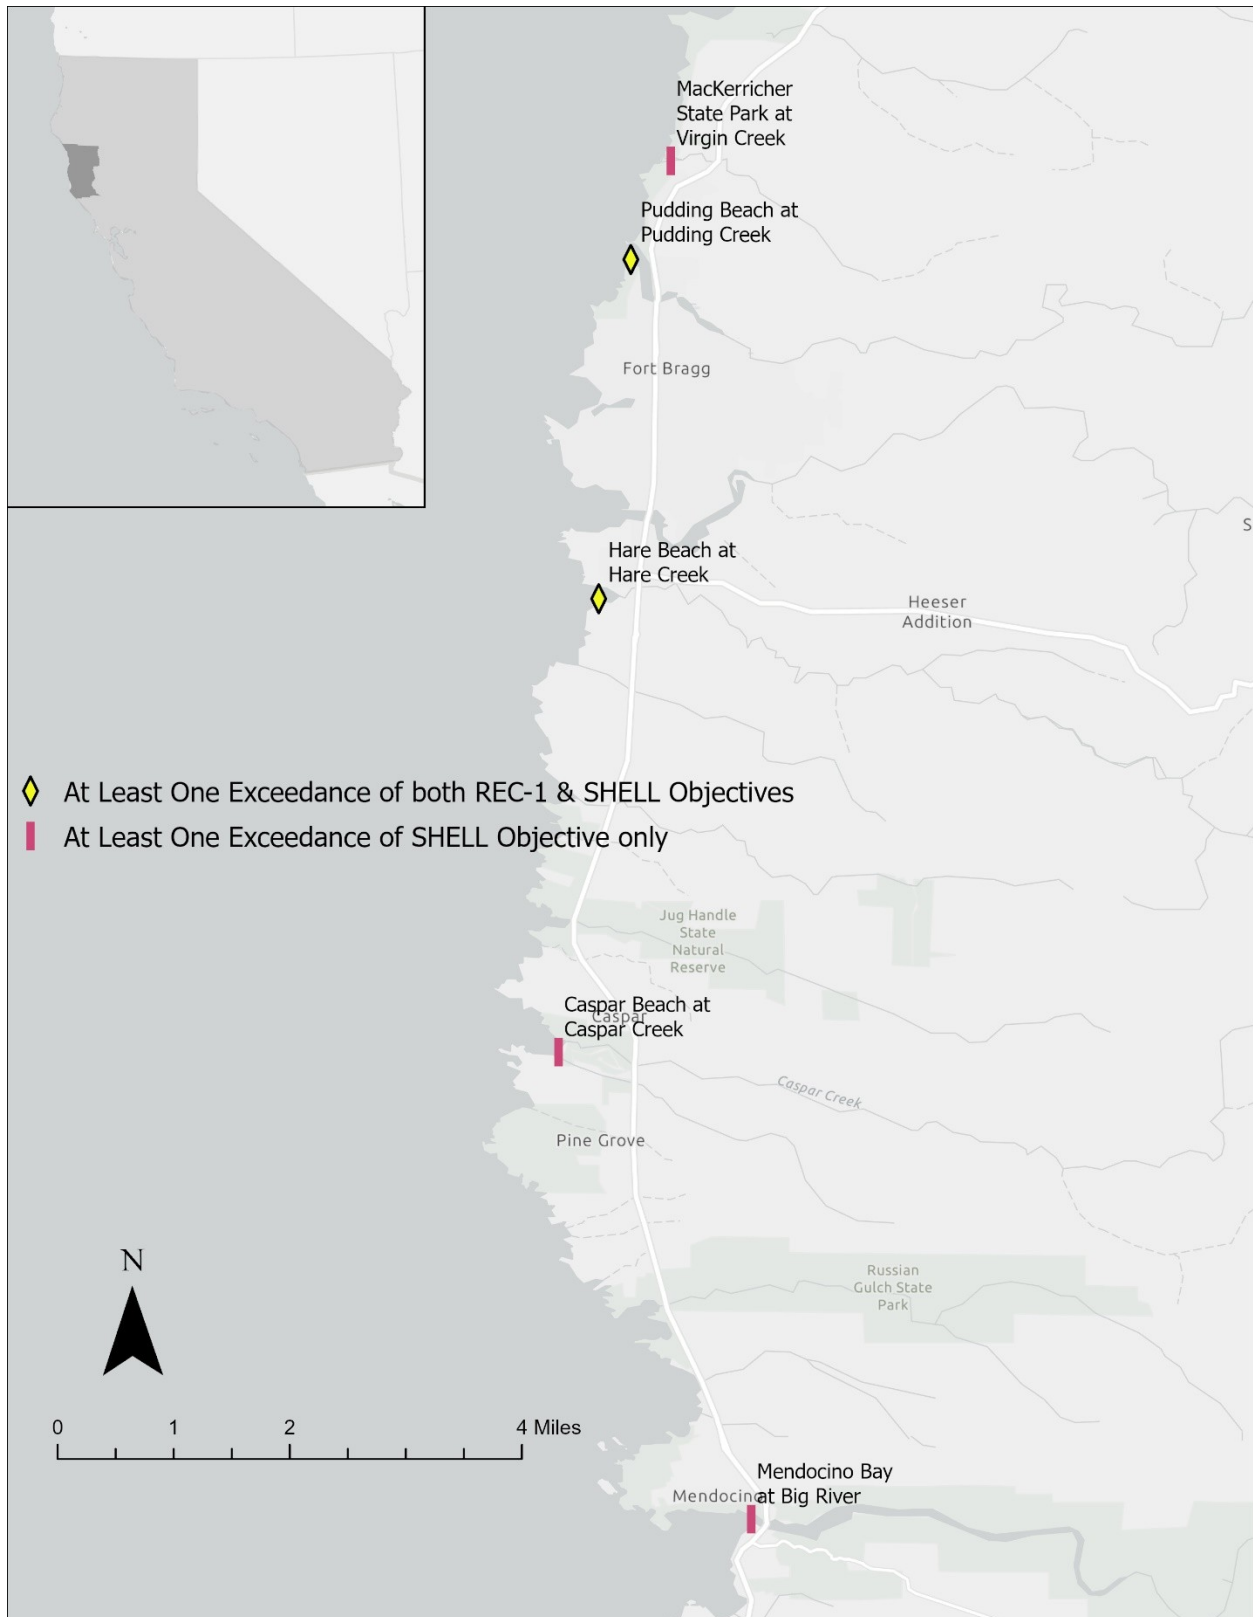 MacKerricher
State Park at
Virgin Creek
Pudding Beach at
Pudding Creek
Fort Bragg
Hare Beach at
Hare Creek
S
Heeser
Addition
At Least One Exceedance of both REC-1 & SHELL Objectives
At Least One Exceedance of SHELL Objective only
Jug Handle
State
Natural
Reserve
Caspar Beach at
Caspar Creek
Caspar
Caspar Creek
Pine Grove
N
Russian
Gulch State
Park
0 1 2 4 Miles
Mendocino Bay
at Big River
Mendocino